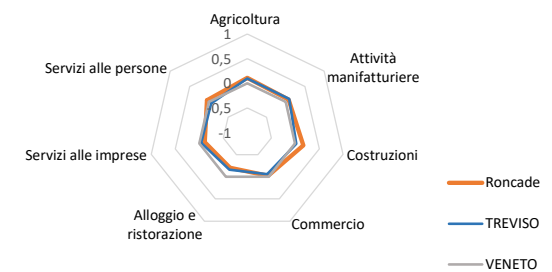 Agricoltura
1
0,5
0
-0,5
-1
Attività
manifatturiere
Costruzioni
Commercio
Alloggio e
ristorazione
Servizi alle imprese
Servizi alle persone
Roncade
TREVISO
VENETO